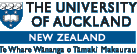 THE UNIVERSITY
OF AUCKLAND
NEW ZEALAND
Te Whare Wānanga o Tāmaki Makaurau